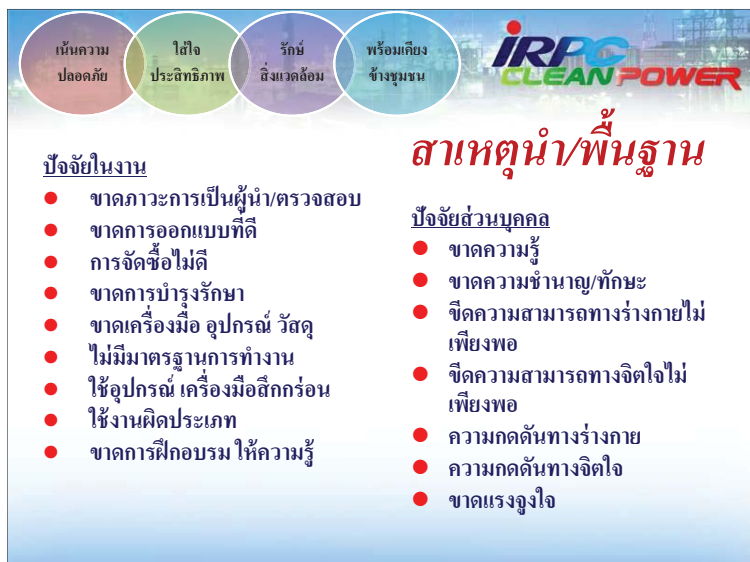 เน้นความ
ปลอดภัย
ใส่ใจ
ประสิทธิภาพ
รักษ์
สิ่งแวดล้อม
พร้อมเคียง
ข้างชุมชน
iRPC
CLEAN POWER
สาเหตุนำ/พื้นฐาน
ปัจจัยในงาน
● ขาดภาวะการเป็นผู้นำ/ตรวจสอบ
● ขาดการออกแบบที่ดี
● การจัดซื้อไม่ดี
● ขาดการบำรุงรักษา
● ขาดเครื่องมือ อุปกรณ์ วัสดุ
● ไม่มีมาตรฐานการทำงาน
● ใช้อุปกรณ์ เครื่องมือสึกกร่อน
● ใช้งานผิดประเภท
● ขาดการฝึกอบรม ให้ความรู้
ปัจจัยส่วนบุคคล
● ขาดความรู้
● ขาดความชำนาญ/ทักษะ
● ขีดความสามารถทางร่างกายไม่
เพียงพอ
● ขีดความสามารถทางจิตใจไม่
เพียงพอ
● ความกดดันทางร่างกาย
● ความกดดันทางจิตใจ
● ขาดแรงจูงใจ